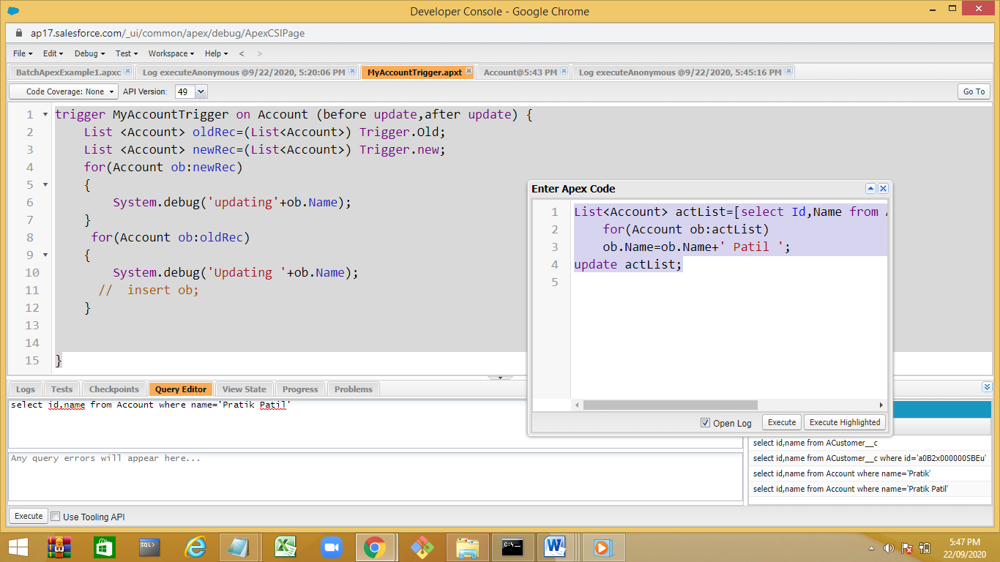 Developer Console - Google Chrome
ap17.salesforce.com/_ui/common/apex/debug/ApexCSIPage
File Edit Debug Test Workspace Help < >
BatchApexExample1.apxc Log executeAnonymous @9/22/2020, 5:20:06 PM MyAccountTrigger.apxt Account@5:43 PM Log executeAnonymous @9/22/2020, 5:45:16 PM
Code Coverage: None API Version: 49 Go To
1 trigger MyAccountTrigger on Account (before update,after update) {
2 List <Account> oldRec=(List<Account>) Trigger.Old;
3 List <Account> newRec=(List<Account>) Trigger.new;
4 for(Account ob:newRec)
5 {
6 System.debug('updating'+ob.Name);
7 }
8 for(Account ob:oldRec)
9 {
10 System.debug('Updating '+ob.Name);
11 // insert ob;
12 }
13
14
15 }
Enter Apex Code
1 List<Account> actList=[select Id,Name from
2 for(Account ob:actList)
3 ob.Name=ob.Name+' Patil ';
4 update actList;
5
Open Log Execute Execute Highlighted
Logs Tests Checkpoints Query Editor View State Progress Problems
select id,name from Account where name='Pratik Patil'
Any query errors will appear here...
select id,name from ACustomer__c
select id,name from ACustomer__c where id='a0B2x000000SBEu'
select id,name from Account where name='Pratik'
select id,name from Account where name='Pratik Patil'
Execute Use Tooling API
SQL>
C:\_
5:47 PM
22/09/2020